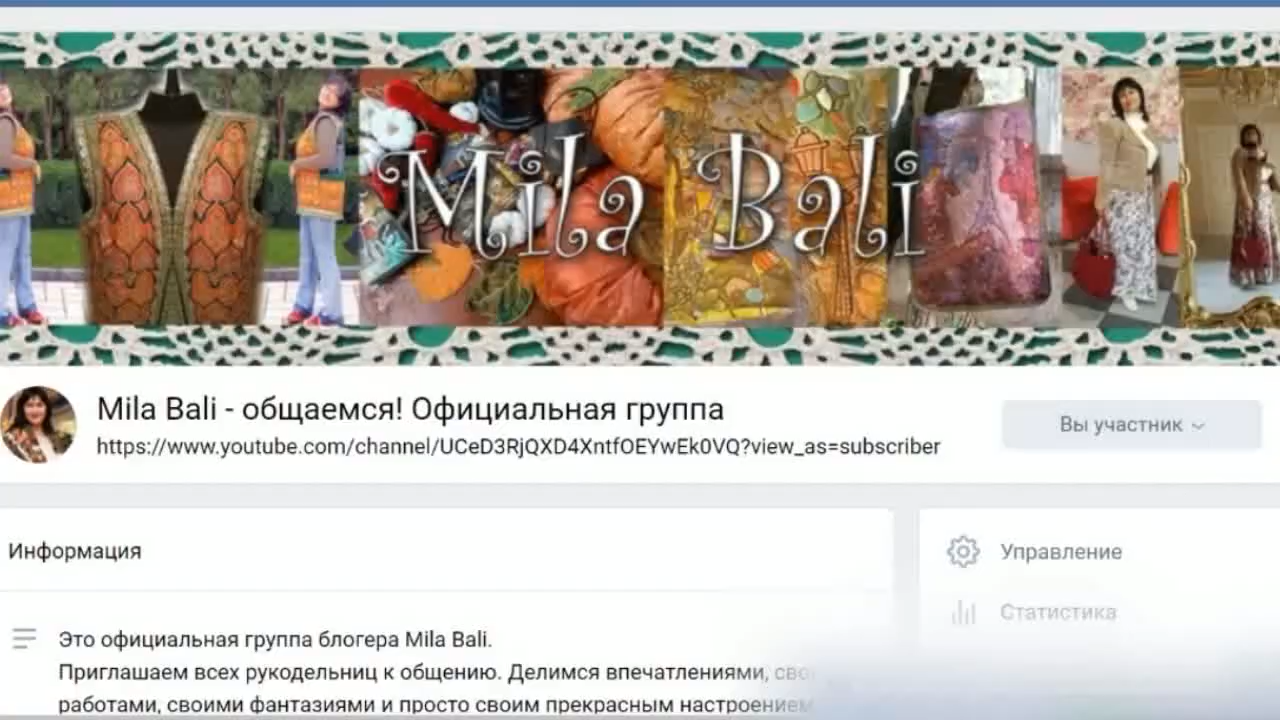 Mila Bali
Mila Bali - общаемся! Официальная группа
https://www.youtube.com/channel/UCeD3RjQXD4XntfOEYwEk0VQ?view_as=subscriber
Вы участник
Информация
Управление
Статистика
Это официальная группа блогера Mila Bali.
Приглашаем всех рукодельниц к общению. Делимся впечатлениями,
работами, своими фантазиями и просто своим прекрасным настроением